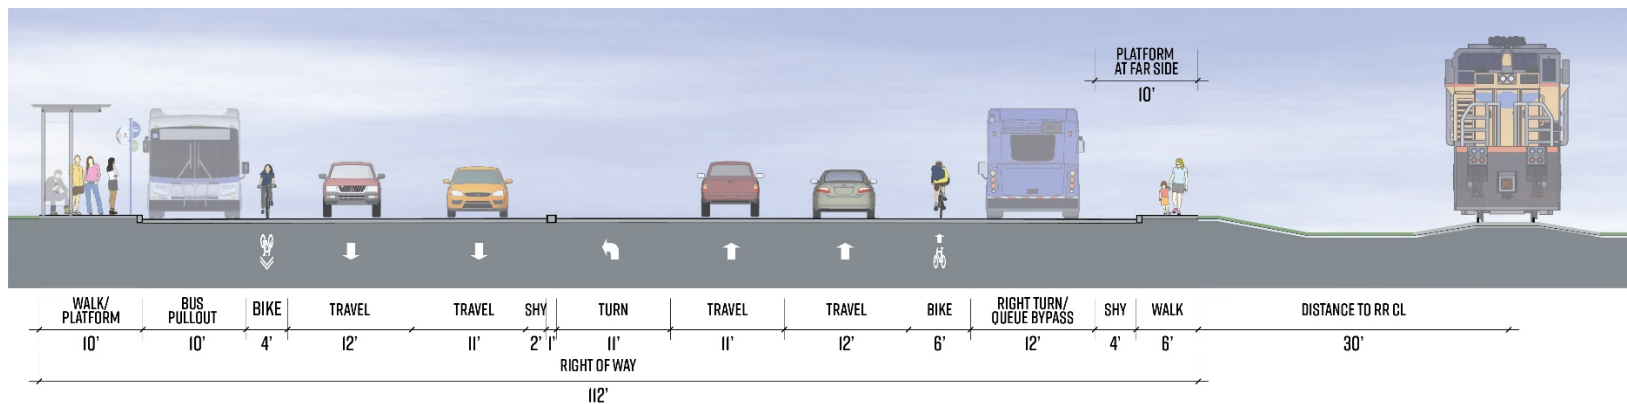 PLATFORM
AT FAR SIDE
10'
WALK/
PLATFORM
BUS
PULLOUT
BIKE
TRAVEL
TRAVEL
SHY
TURN
TRAVEL
TRAVEL
BIKE
RIGHT TURN/
QUEUE BYPASS
SHY
WALK
DISTANCE TO RR CL
10'
10'
4'
12'
11'
2'
1'
11'
11'
12'
6'
12'
4'
6'
30'
RIGHT OF WAY
112'